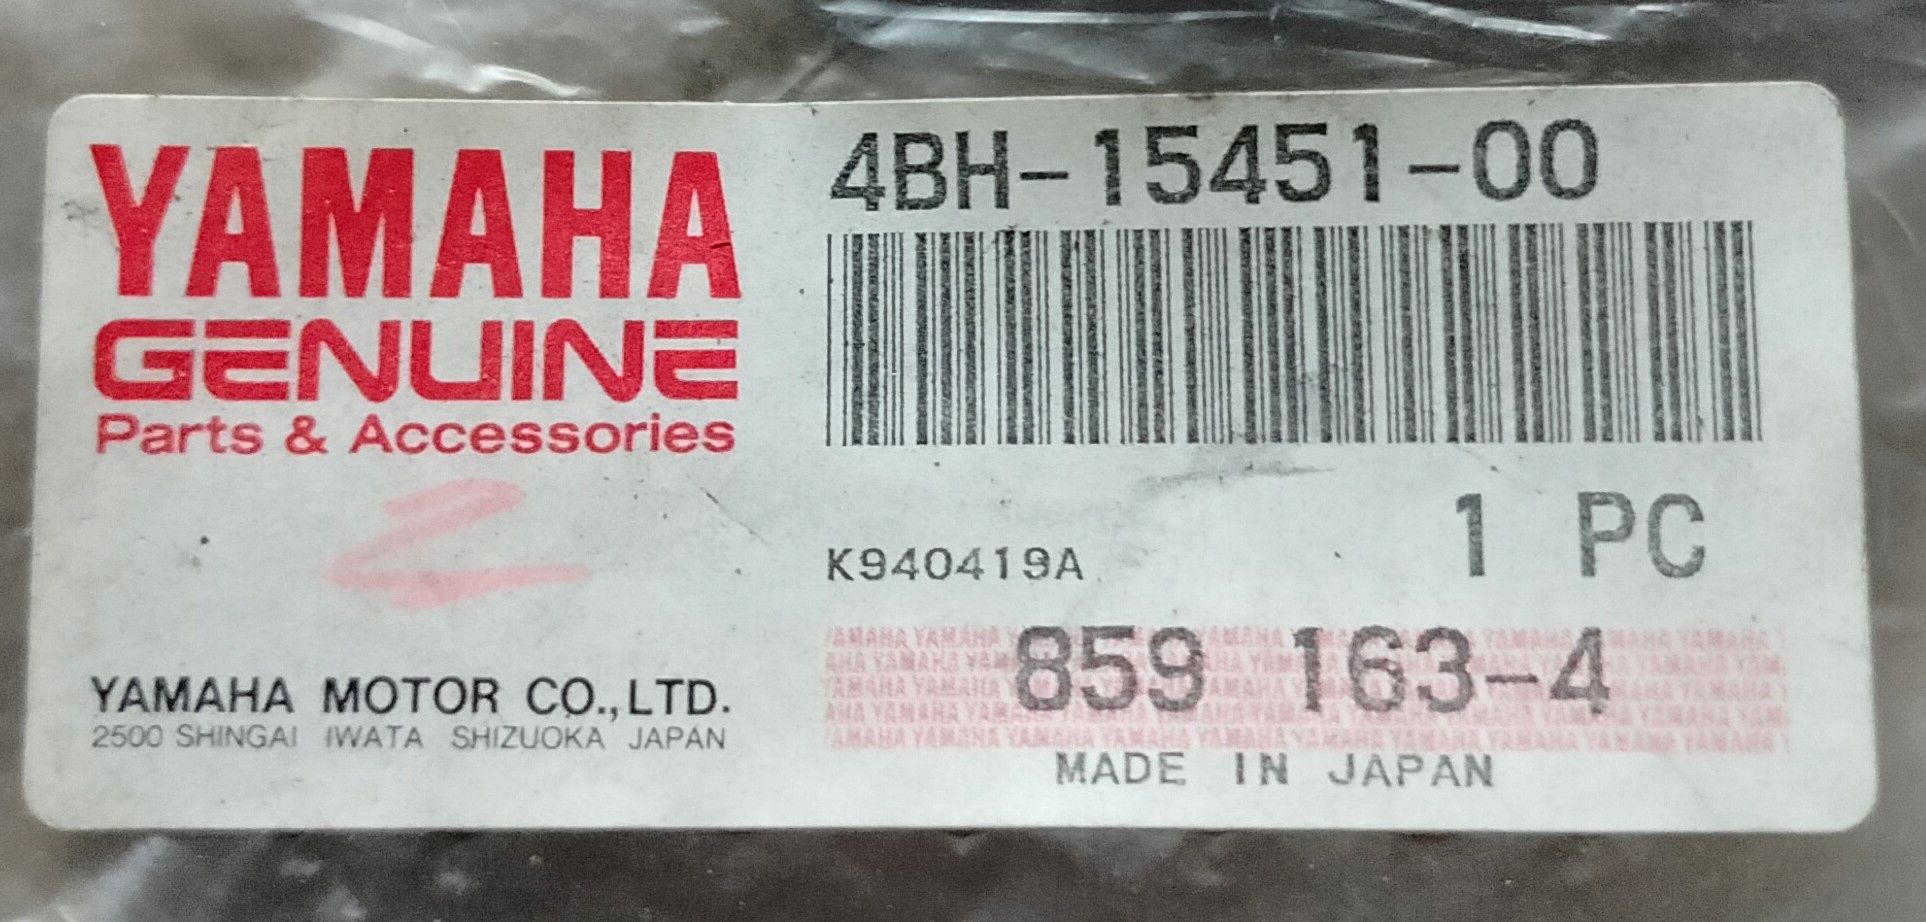 YAMAHA
GENUINE
Parts & Accessories
2
YAMAHA MOTOR CO.,LTD.
2500 SHINGAI IWATA SHIZUOKA JAPAN
4BH-15451-00
K940419A
1 PC
859 163-4
MADE IN JAPAN